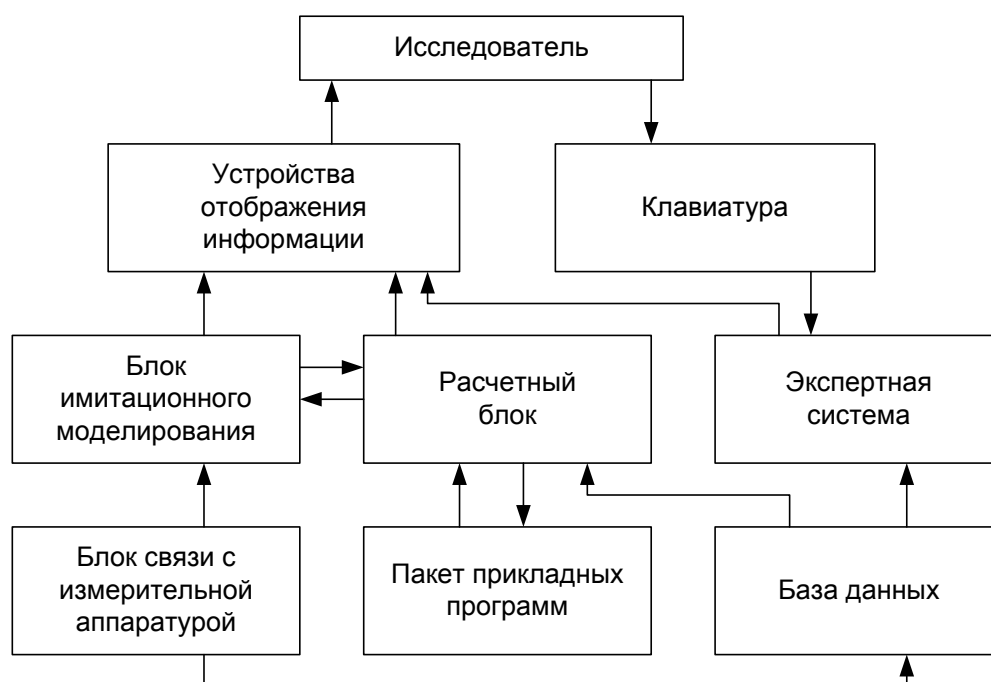 Исследователь
Устройства
отображения
информации
Клавиатура
Блок
имитационного
моделирования
Расчетный
блок
Экспертная
система
Блок связи с
измерительной
аппаратурой
Пакет прикладных
программ
База данных